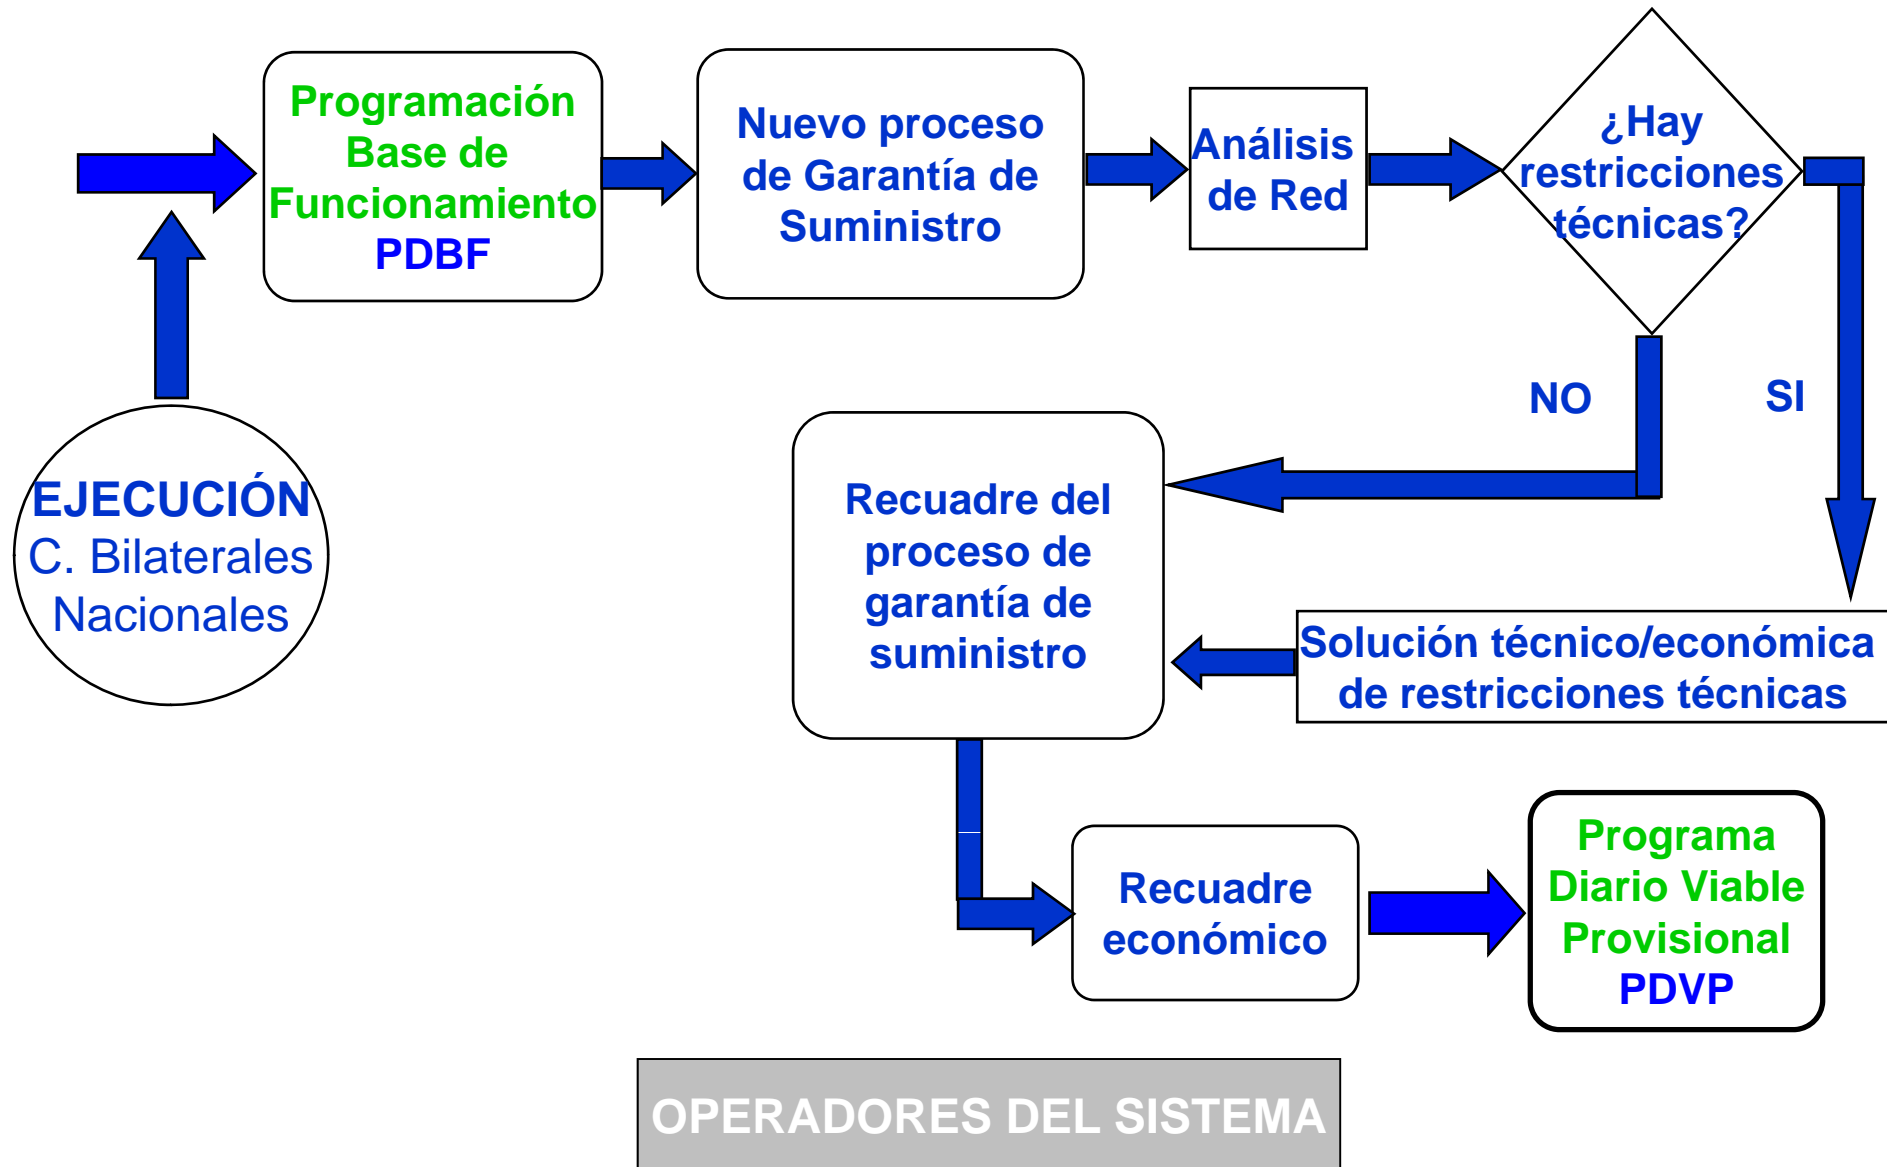 Programación
Base de
Funcionamiento
PDBF
Nuevo proceso
de Garantía de
Suministro
Análisis
de Red
¿Hay
restricciones
técnicas?
NO
SI
EJECUCIÓN
C. Bilaterales
Nacionales
Recuadre del
proceso de
garantía de
suministro
Solución técnico/económica
de restricciones técnicas
Recuadre
económico
Programa
Diario Viable
Provisional
PDVP
OPERADORES DEL SISTEMA